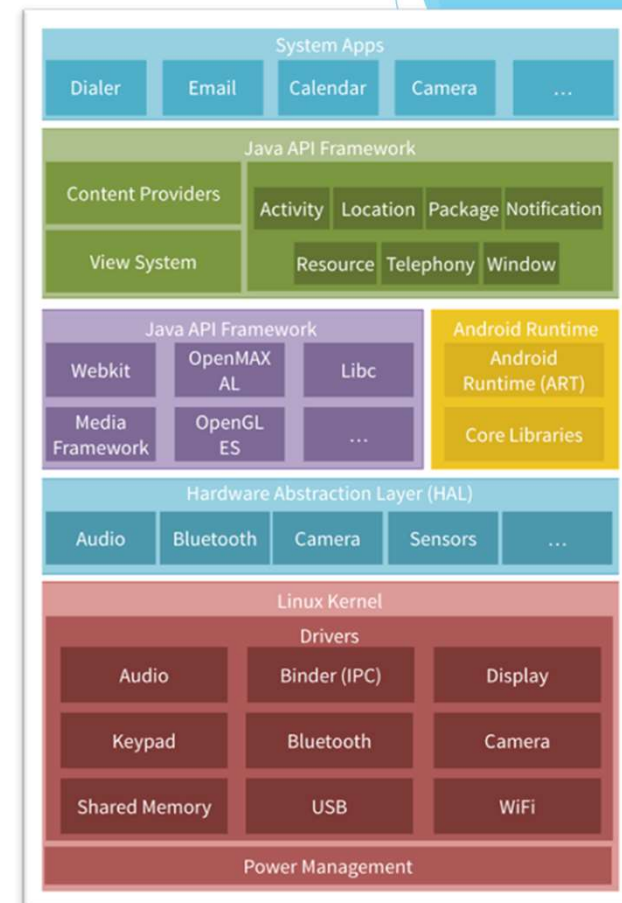 System Apps
Dialer
Email
Calendar
Camera
...
Java API Framework
Content Providers
View System
Activity
Location
Package
Notification
Resource
Telephony
Window
Java API Framework
Webkit
OpenMAX
AL
Libc
Media
Framework
OpenGL
ES
...
Android Runtime
Android
Runtime (ART)
Core Libraries
Hardware Abstraction Layer (HAL)
Audio
Bluetooth
Camera
Sensors
...
Linux Kernel
Drivers
Audio
Binder (IPC)
Display
Keypad
Bluetooth
Camera
Shared Memory
USB
WiFi
Power Management